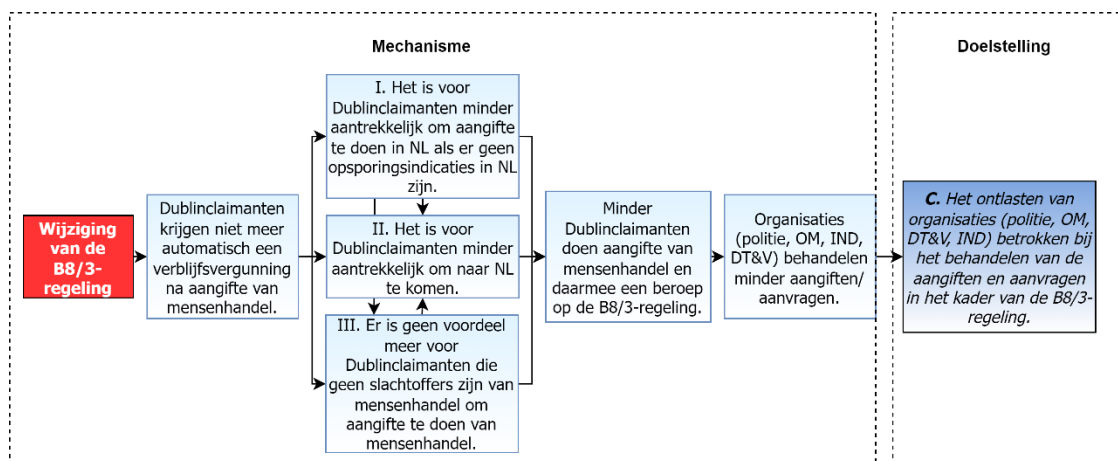 Mechanisme
Doelstelling
Wijziging
van de
B8/3-
regeling
Dublinclaimanten
krijgen niet meer
automatisch een
verblijfsvergunning
na aangifte van
mensenhandel.
I. Het is voor
Dublinclaimanten minder
aantrekkelijk om aangifte
te doen in NL als er geen
opsporingsindicaties in NL
zijn.
II. Het is voor
Dublinclaimanten minder
aantrekkelijk om naar NL
te komen.
III. Er is geen voordeel
meer voor
Dublinclaimanten die
geen slachtoffers zijn van
mensenhandel om
aangifte te doen van
mensenhandel.
Minder
Dublinclaimanten
doen aangifte van
mensenhandel en
daarmee een beroep
op de B8/3-regeling.
Organisaties
(politie, OM, IND,
DT&V) behandelen
minder aangiften/
aanvragen.
C. Het ontlasten van
organisaties (politie, OM,
DT&V, IND) betrokken bij
het behandelen van de
aangiften en aanvragen
in het kader van de B8/3-
regeling.